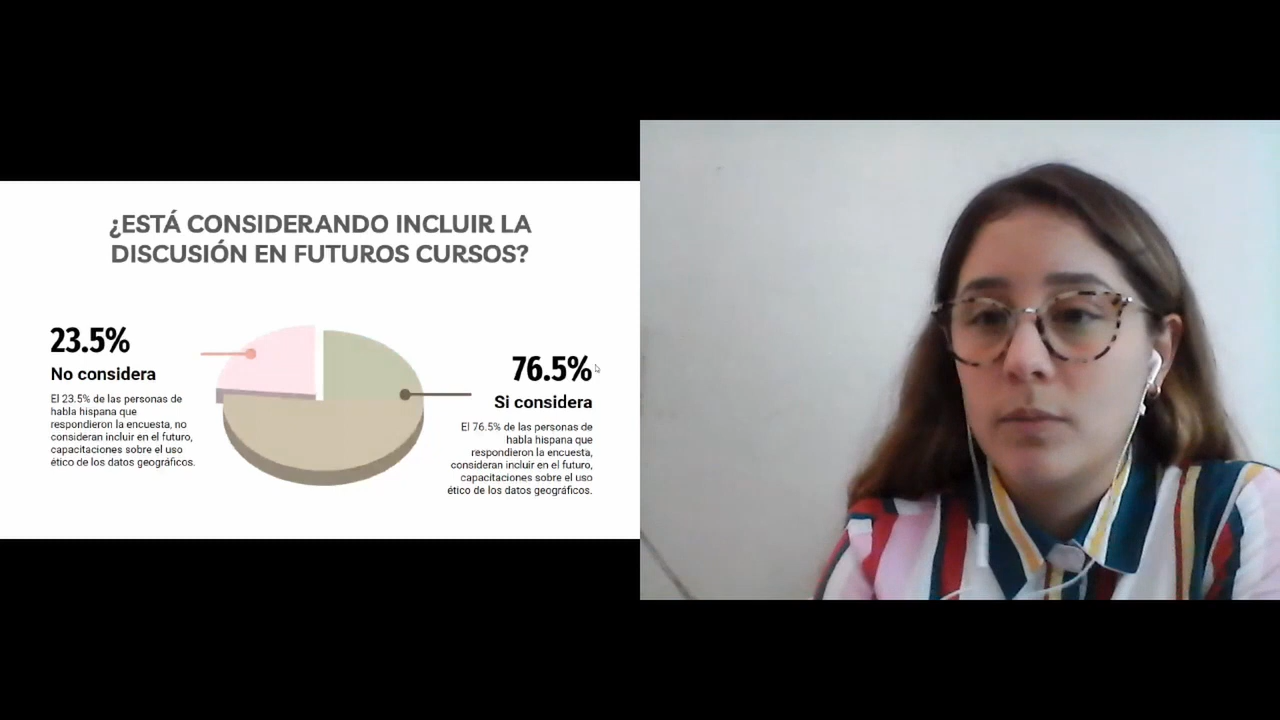 ¿ESTÁ CONSIDERANDO INCLUIR LA
DISCUSIÓN EN FUTUROS CURSOS?
23.5%
No considera
El 23.5% de las personas de
habla hispana que
respondieron la encuesta, no
consideran incluir en el futuro,
capacitaciones sobre el uso
ético de los datos geográficos.
76.5%
Si considera
El 76.5% de las personas de
habla hispana que
respondieron la encuesta,
consideran incluir en el futuro,
capacitaciones sobre el uso
ético de los datos geográficos.